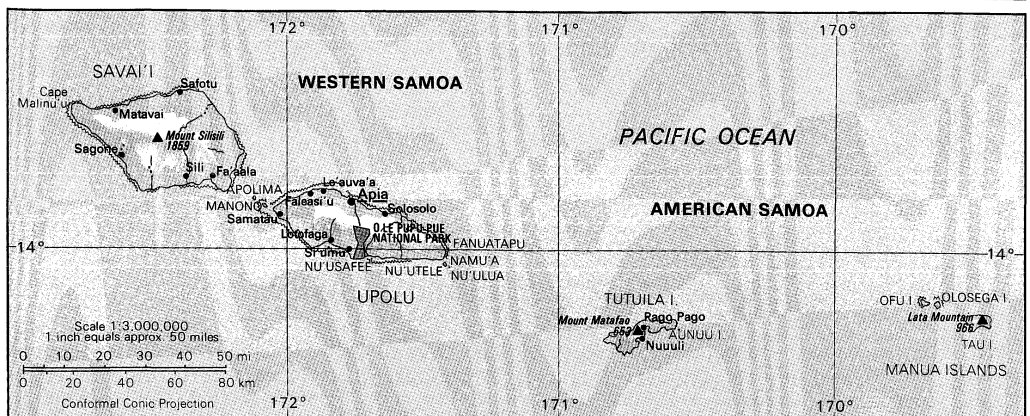 172°
171°
170°
SAVAI'I
WESTERN SAMOA
14°
14°
Cape
Malinu'u
Safotu
Matavai
Mount Silisili
1859
PACIFIC OCEAN
Sili
Fa'aala
APOLIMA
MANONO
Samatau
Le'auva'a
Faleasi'u
Apia
Solosolo
AMERICAN SAMOA
Lotofaga
O LE PUPU PUE
NATIONAL PARK
Si'umu
FANUATAPU
NAMU'A
NU'USAFEE
NU'UTELE
NU'ULUA
UPOLU
TUTUILA I.
OFU I
OLOSEGA I.
Mount Matafao
653
Pago Pago
AUNUU I.
Nuuuli
Lata Mountain
966
TAU I
MANUA ISLANDS
Scale 1:3,000,000
1 inch equals approx. 50 miles
0 10 20 30 40 50 mi
0 20 40 60 80 km
Conformal Conic Projection
172°
171°
170°